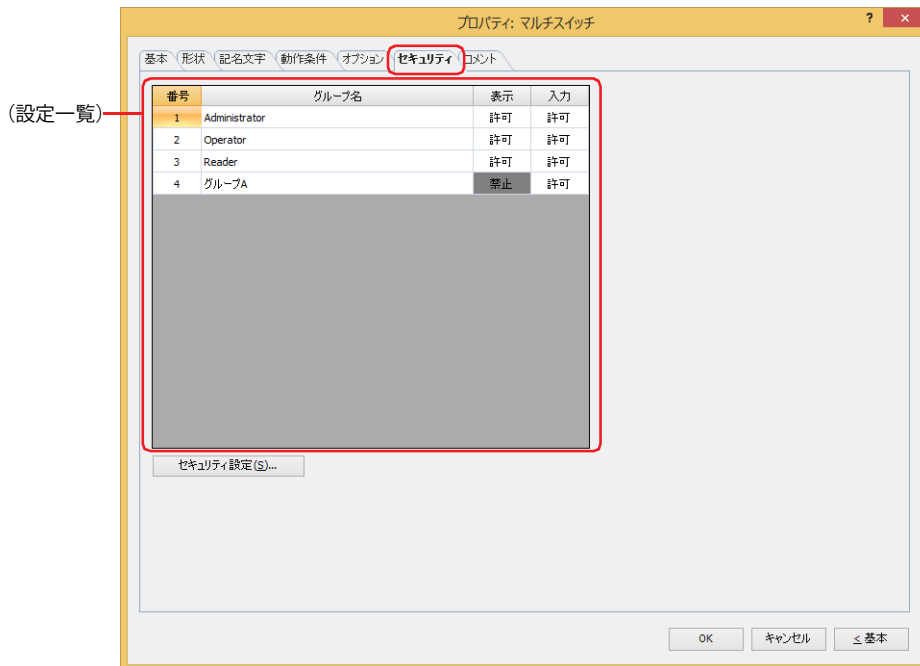 プロパティ: マルチスイッチ
? ×
基本 形状 記名文字 動作条件 オプション セキュリティ コメント
(設定一覧)
番号 グループ名 表示 入力
1 Administrator 許可 許可
2 Operator 許可 許可
3 Reader 許可 許可
4 グループA 禁止 許可
セキュリティ設定(S)...
OK キャンセル <基本